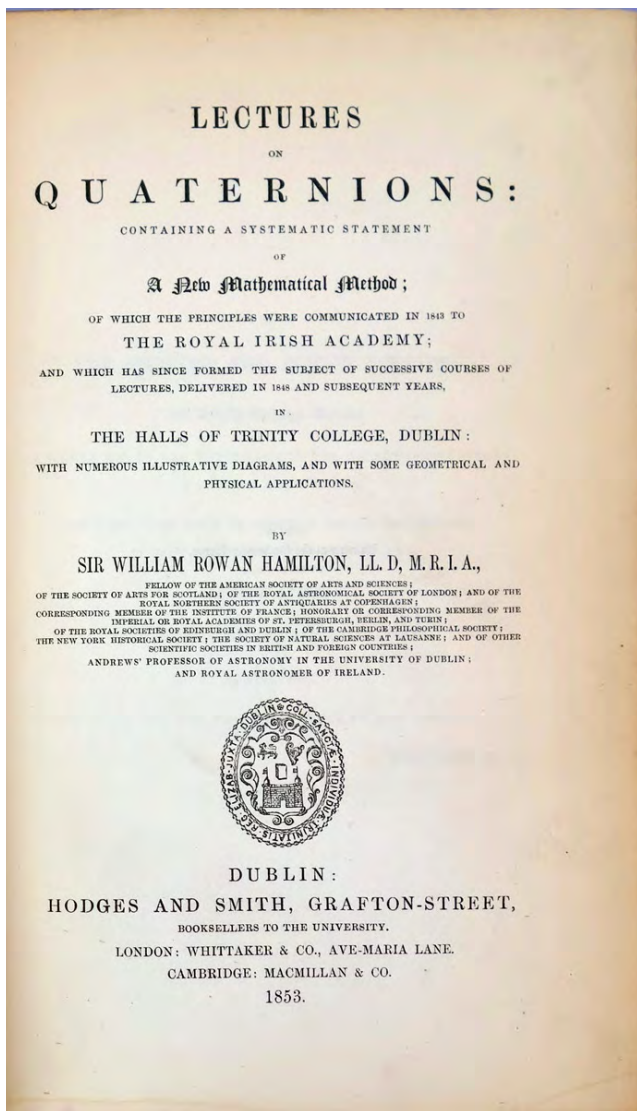 LECTURES
ON
QUATERNIONS:
CONTAINING A SYSTEMATIC STATEMENT
OF
A New Mathematical Method;
OF WHICH THE PRINCIPLES WERE COMMUNICATED IN 1843 TO
THE ROYAL IRISH ACADEMY;
AND WHICH HAS SINCE FORMED THE SUBJECT OF SUCCESSIVE COURSES OF
LECTURES, DELIVERED IN 1848 AND SUBSEQUENT YEARS,
IN
THE HALLS OF TRINITY COLLEGE, DUBLIN:
WITH NUMEROUS ILLUSTRATIVE DIAGRAMS, AND WITH SOME GEOMETRICAL AND
PHYSICAL APPLICATIONS.
BY
SIR WILLIAM ROWAN HAMILTON, LL. D, M. R. I. A.,
FELLOW OF THE AMERICAN SOCIETY OF ARTS AND SCIENCES;
OF THE SOCIETY OF ARTS FOR SCOTLAND; OF THE ROYAL ASTRONOMICAL SOCIETY OF LONDON; AND OF THE
ROYAL NORTHERN SOCIETY OF ANTIQUARIES AT COPENHAGEN;
CORRESPONDING MEMBER OF THE INSTITUTE OF FRANCE; HONORARY OR CORRESPONDING MEMBER OF THE
IMPERIAL OR ROYAL ACADEMIES OF ST. PETERSBURGH, BERLIN, AND TURIN;
OF THE ROYAL SOCIETIES OF EDINBURGH AND DUBLIN; OF THE CAMBRIDGE PHILOSOPHICAL SOCIETY;
THE NEW YORK HISTORICAL SOCIETY; THE SOCIETY OF NATURAL SCIENCES AT LAUSANNE; AND OF OTHER
SCIENTIFIC SOCIETIES IN BRITISH AND FOREIGN COUNTRIES;
ANDREWS' PROFESSOR OF ASTRONOMY IN THE UNIVERSITY OF DUBLIN;
AND ROYAL ASTRONOMER OF IRELAND.
COLL. SANCTÆ INDIVIDUÆ TRINITATIS REG. ELIZAB. JUXTA DUBLIN
DUBLIN:
HODGES AND SMITH, GRAFTON-STREET,
BOOKSELLERS TO THE UNIVERSITY.
LONDON: WHITTAKER & CO., AVE-MARIA LANE.
CAMBRIDGE: MACMILLAN & CO.
1853.